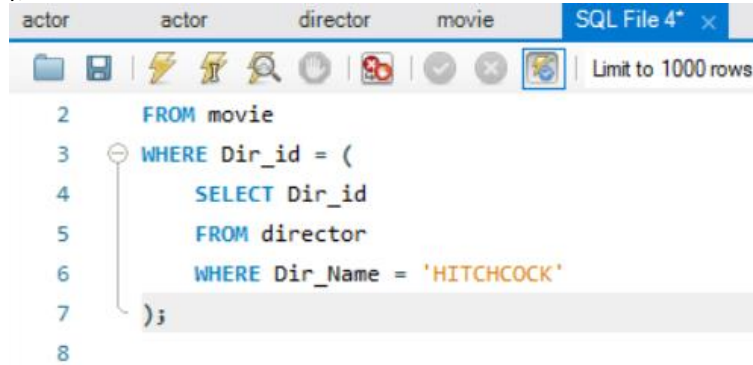 actor actor director movie SQL File 4* ×
Limit to 1000 rows
2 FROM movie
3 WHERE Dir_id = (
4 SELECT Dir_id
5 FROM director
6 WHERE Dir_Name = 'HITCHCOCK'
7 );
8